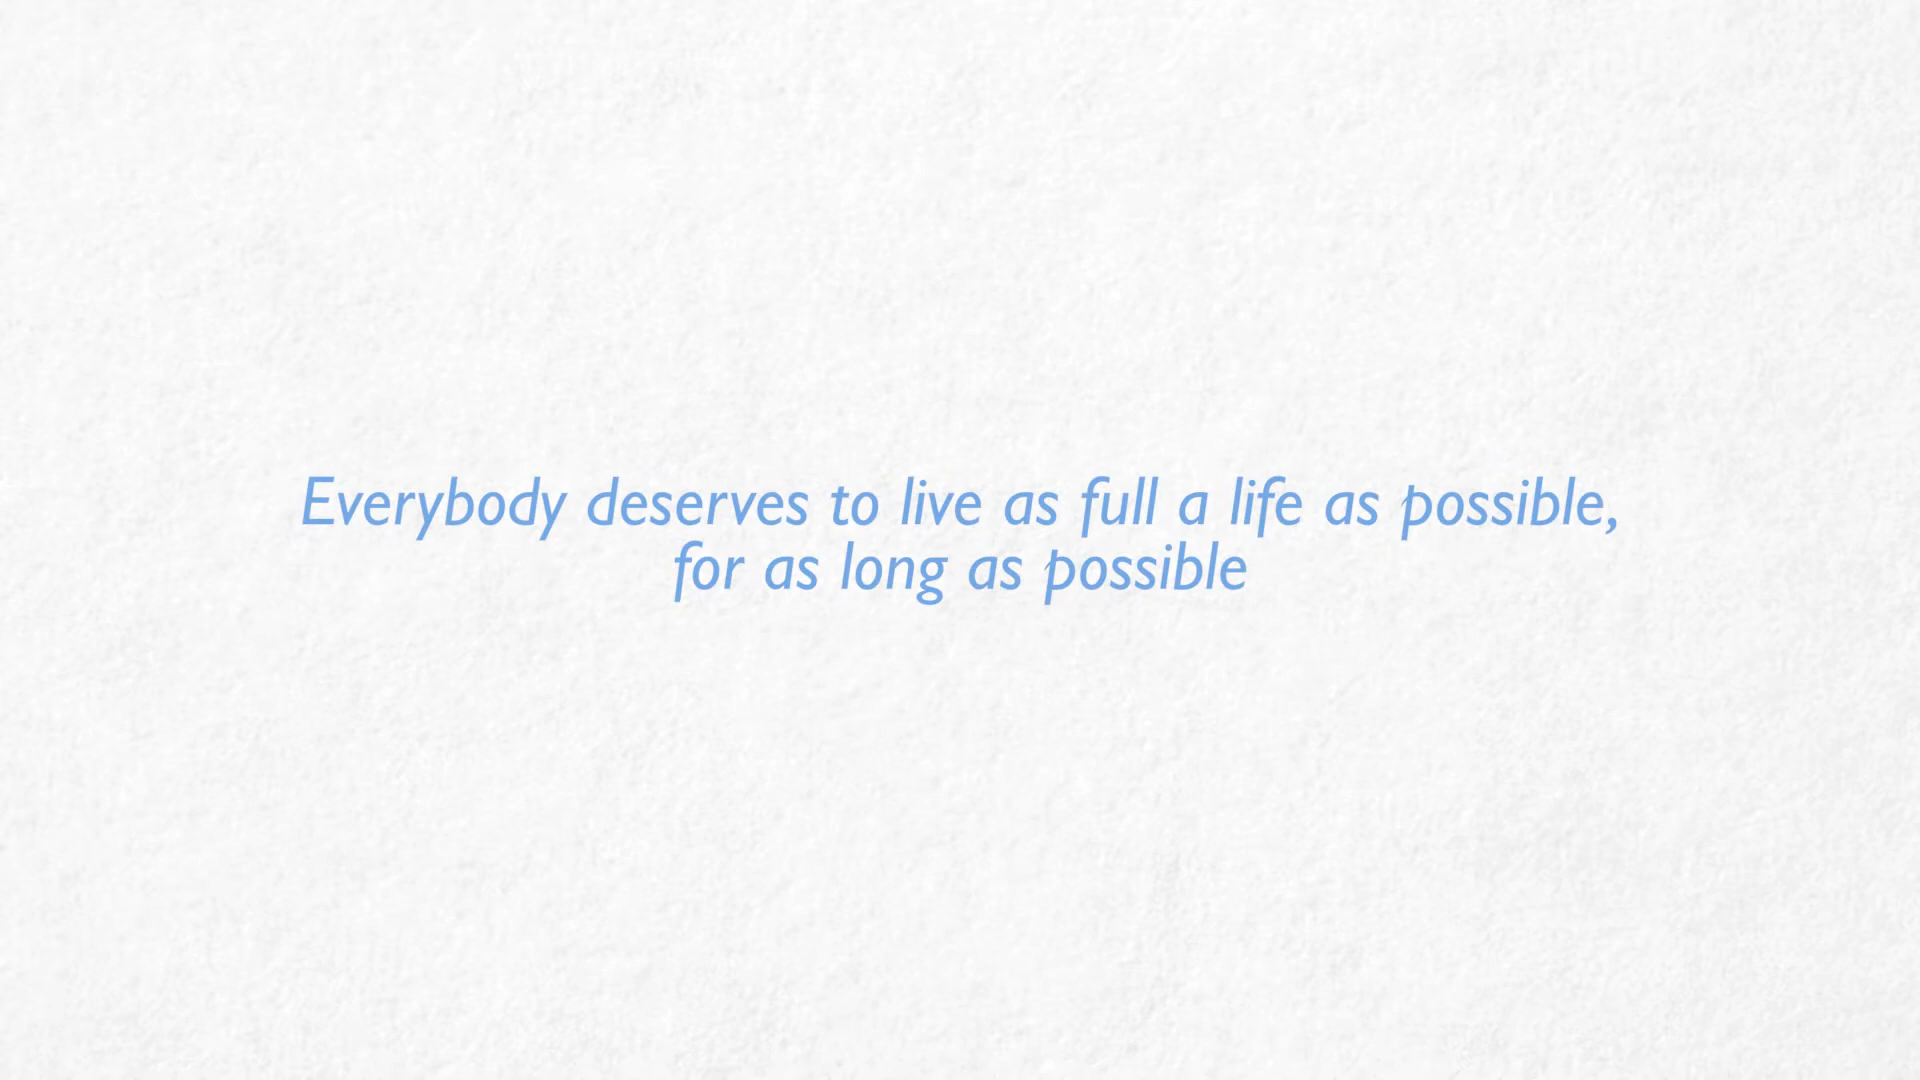 Everybody deserves to live as full a life as possible,
for as long as possible